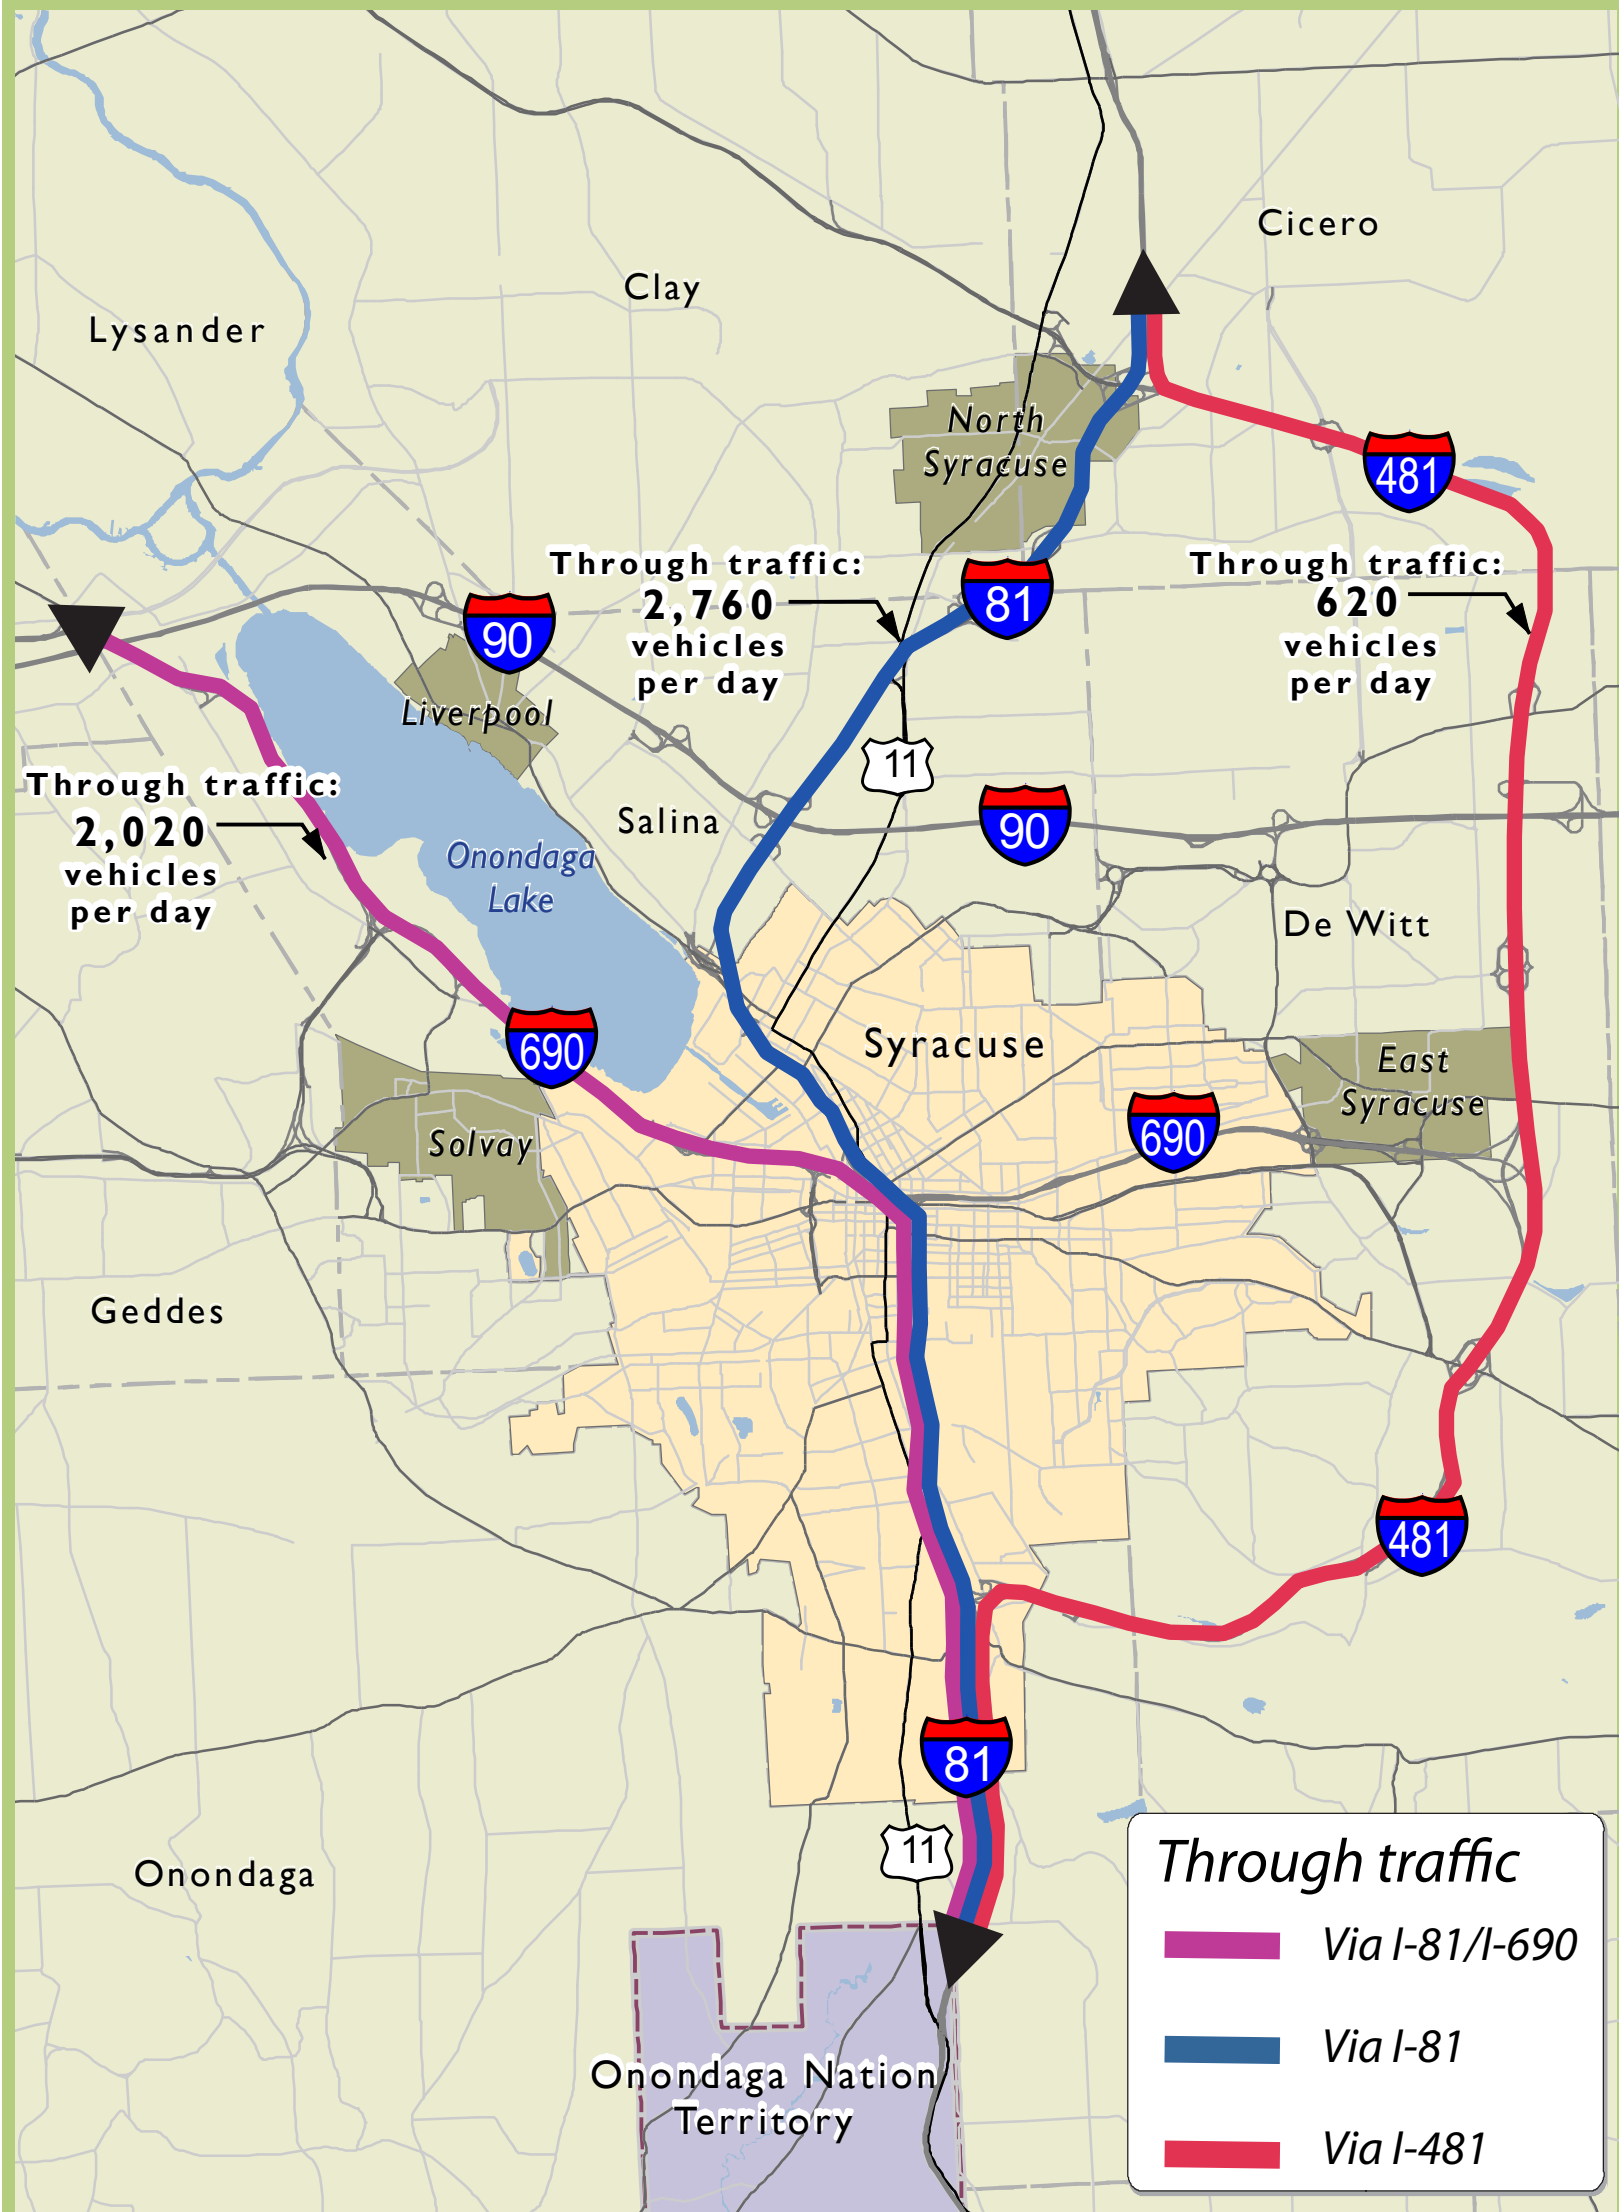 Cicero
Clay
Lysander
North
Syracuse
481
Through traffic:
2,760
vehicles
per day
81
Through traffic:
620
vehicles
per day
90
Liverpool
11
Through traffic:
2,020
vehicles
per day
Salina
90
Onondaga
Lake
De Witt
Syracuse
690
East
Syracuse
690
Solvay
Geddes
481
81
11
Onondaga
Onondaga Nation
Territory
Through traffic
Via I-81/I-690
Via I-81
Via I-481